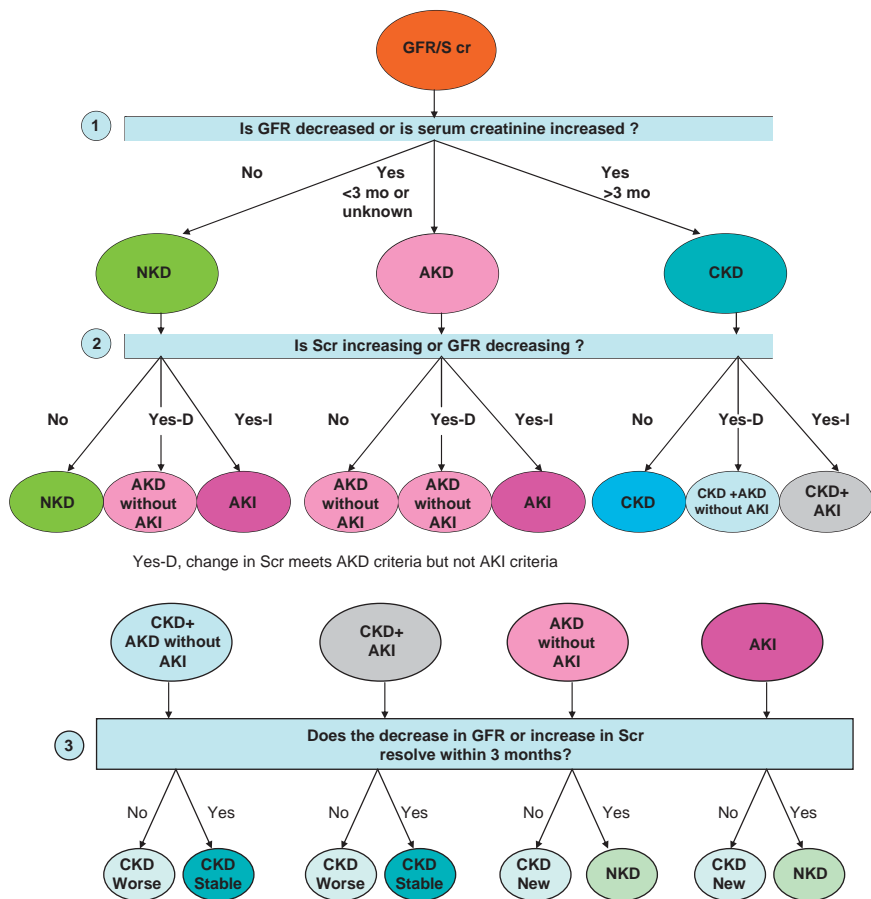 GFR/S cr
1
Is GFR decreased or is serum creatinine increased ?
No
Yes
<3 mo or
unknown
Yes
>3 mo
NKD
AKD
CKD
2
Is Scr increasing or GFR decreasing ?
No
Yes-D
Yes-I
No
Yes-D
Yes-I
No
Yes-D
Yes-I
NKD
AKD
without
AKI
AKI
AKD
without
AKI
AKD
without
AKI
AKI
CKD
CKD +AKD
without AKI
CKD+
AKI
Yes-D, change in Scr meets AKD criteria but not AKI criteria
CKD+
AKD without
AKI
CKD+
AKI
AKD
without
AKI
AKI
3
Does the decrease in GFR or increase in Scr
resolve within 3 months?
No
Yes
No
Yes
No
Yes
No
Yes
CKD
Worse
CKD
Stable
CKD
Worse
CKD
Stable
CKD
New
NKD
CKD
New
NKD